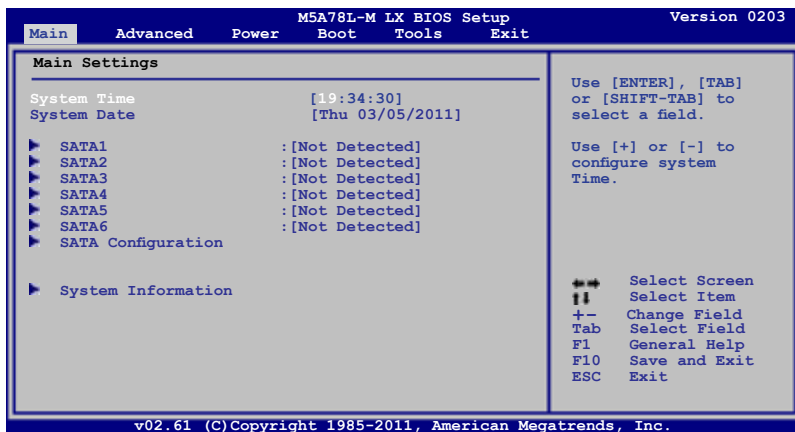 M5A78L-M LX BIOS Setup Version 0203
Main Advanced Power Boot Tools Exit
Main Settings
System Time [19:34:30]
System Date [Thu 03/05/2011]
SATA1 :[Not Detected]
SATA2 :[Not Detected]
SATA3 :[Not Detected]
SATA4 :[Not Detected]
SATA5 :[Not Detected]
SATA6 :[Not Detected]
SATA Configuration
System Information
Use [ENTER], [TAB]
or [SHIFT-TAB] to
select a field.
Use [+] or [-] to
configure system
Time.
Select Screen
Select Item
+- Change Field
Tab Select Field
F1 General Help
F10 Save and Exit
ESC Exit
v02.61 (C)Copyright 1985-2011, American Megatrends, Inc.